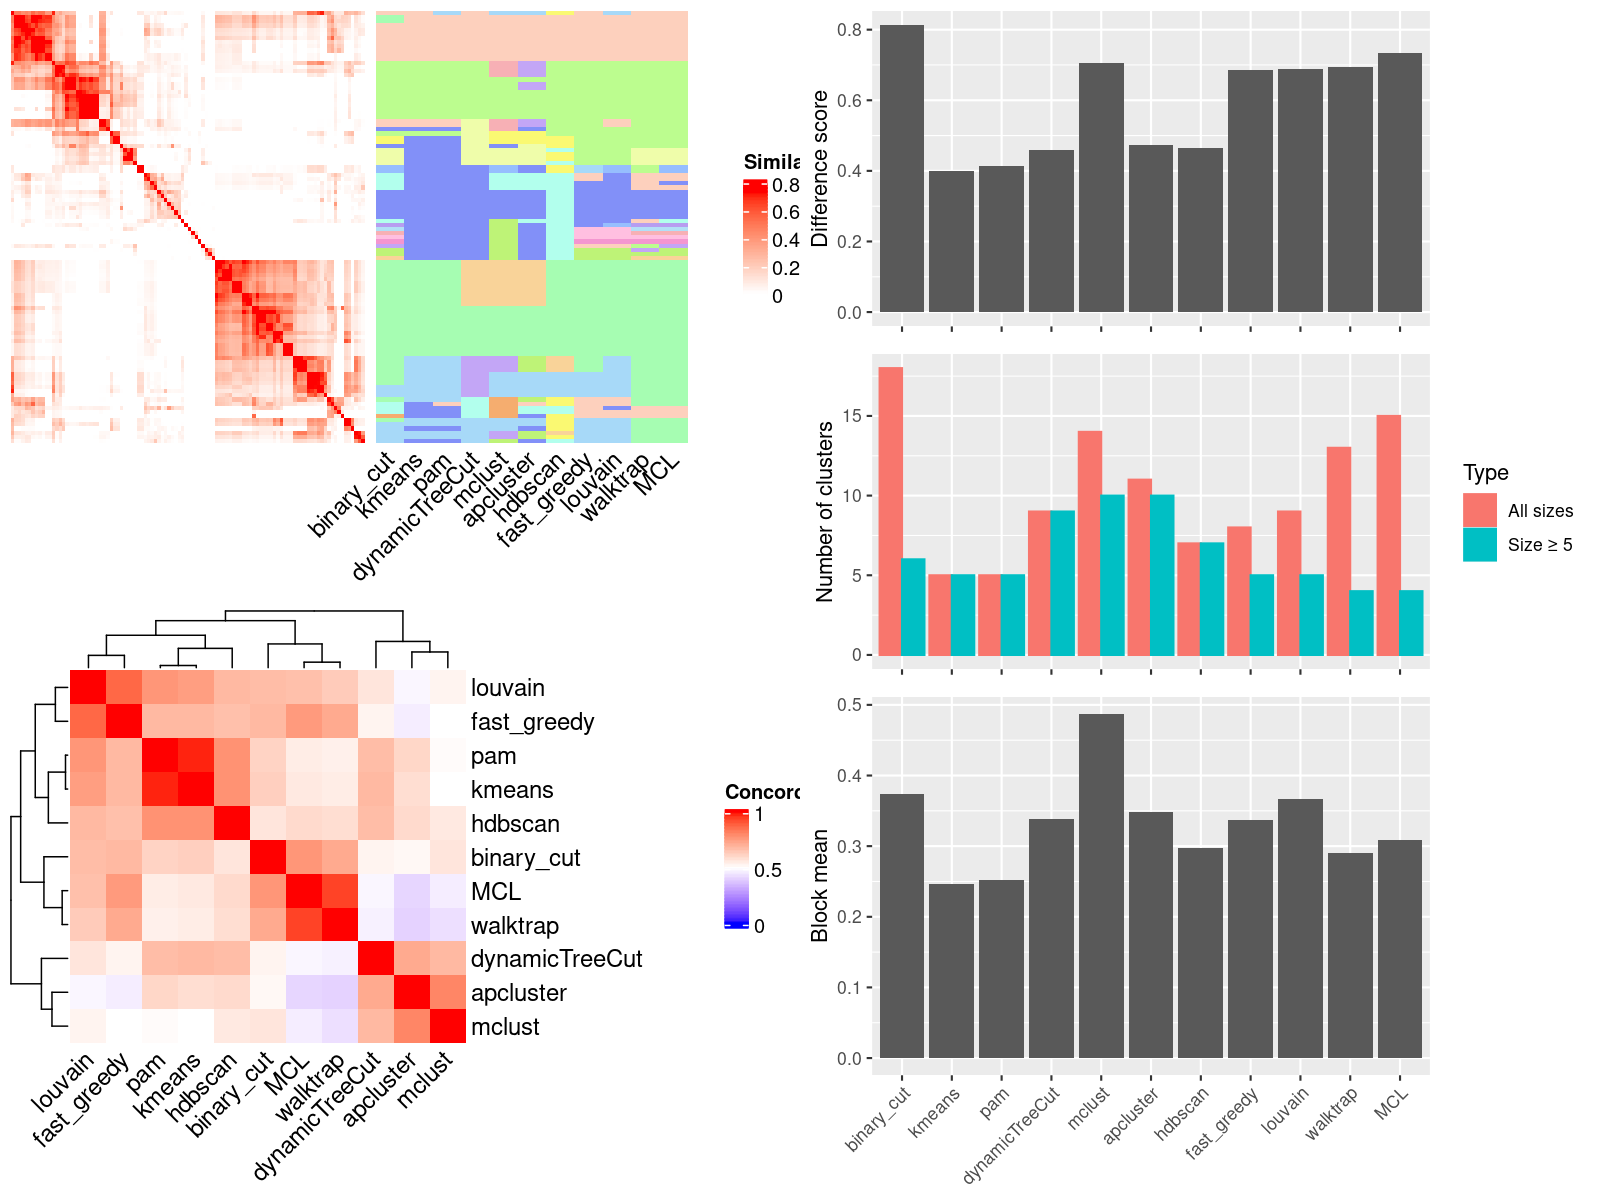 Simila
0.8
0.6
0.4
0.2
0
binary_cut
kmeans
pam
dynamicTreeCut
mclust
apcluster
hdbscan
fast_greedy
louvain
walktrap
MCL
louvain
fast_greedy
pam
kmeans
hdbscan
binary_cut
MCL
walktrap
dynamicTreeCut
apcluster
mclust
louvain
fast_greedy
pam
kmeans
hdbscan
binary_cut
MCL
walktrap
dynamicTreeCut
apcluster
mclust
Concord
1
0.5
0
Difference score
0.8
0.6
0.4
0.2
0.0
Number of clusters
15
10
5
0
Type
All sizes
Size ≥ 5
Block mean
0.5
0.4
0.3
0.2
0.1
0.0
binary_cut
kmeans
pam
dynamicTreeCut
mclust
apcluster
hdbscan
fast_greedy
louvain
walktrap
MCL